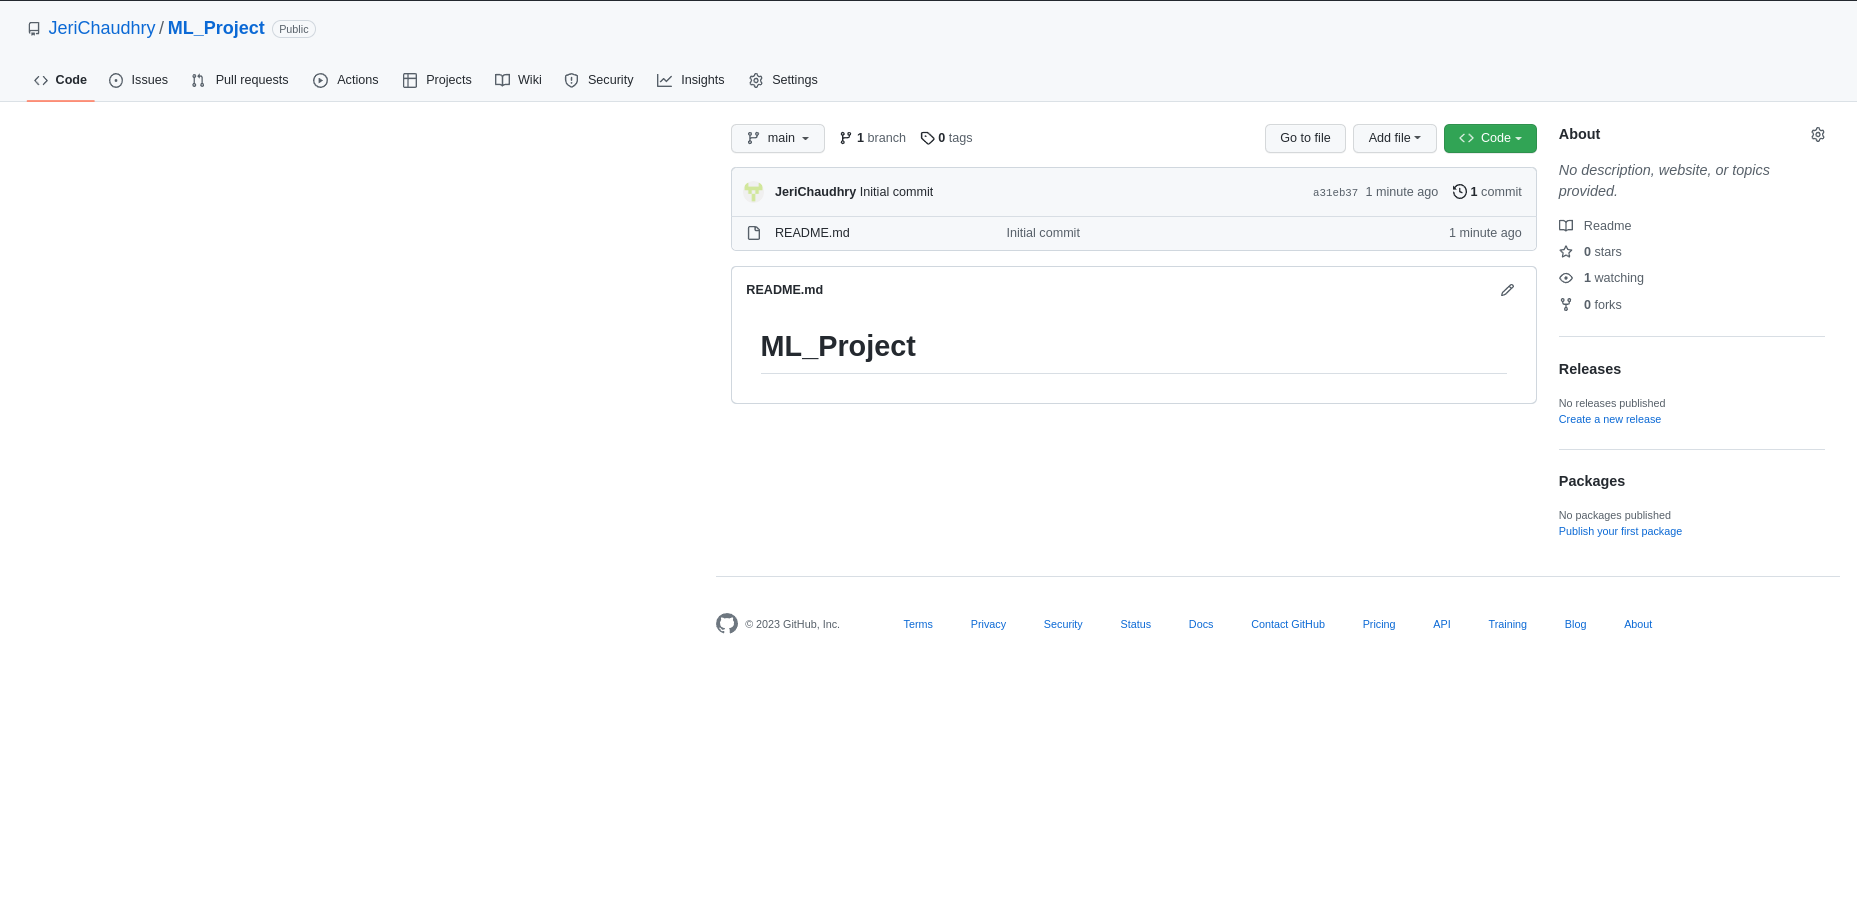 JeriChaudhry / ML_Project Public
Code Issues Pull requests Actions Projects Wiki Security Insights Settings
main 1 branch 0 tags Go to file Add file Code
JeriChaudhry Initial commit a31eb37 1 minute ago 1 commit
README.md Initial commit 1 minute ago
README.md
ML_Project
About
No description, website, or topics
provided.
Readme
0 stars
1 watching
0 forks
Releases
No releases published
Create a new release
Packages
No packages published
Publish your first package
© 2023 GitHub, Inc. Terms Privacy Security Status Docs Contact GitHub Pricing API Training Blog About